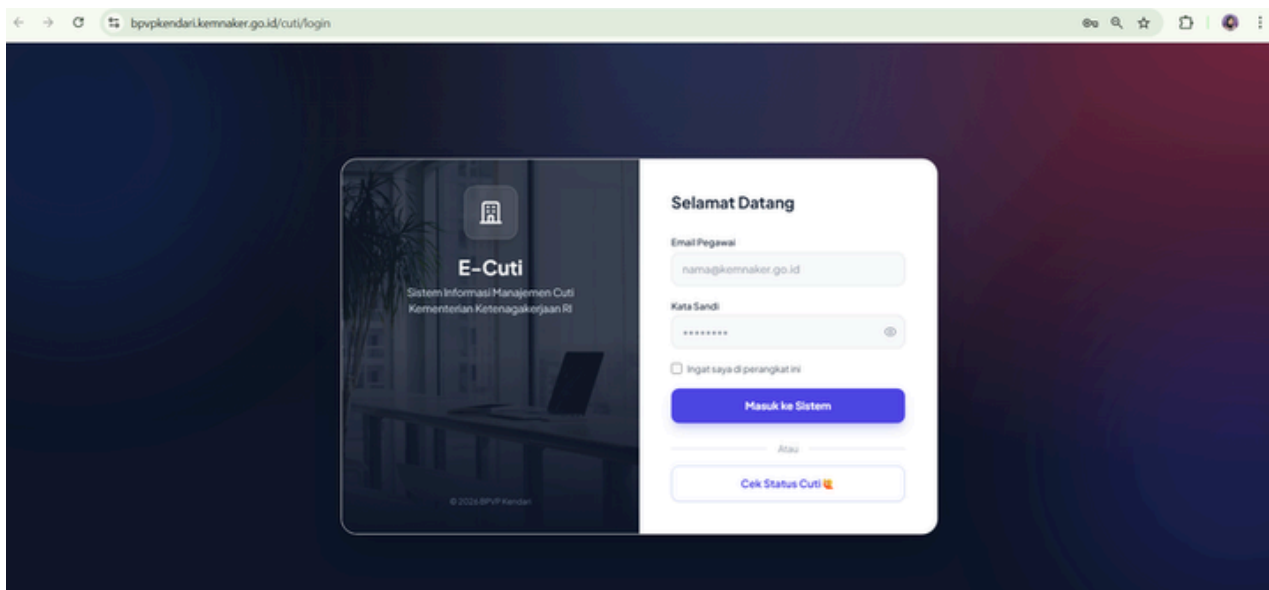 bpvpkendari.kemnaker.go.id/cuti/login
E-Cuti
Sistem Informasi Manajemen Cuti
Kementerian Ketenagakerjaan RI
© 2026 BPVP Kendari
Selamat Datang
Email Pegawai
nama@kemnaker.go.id
Kata Sandi
Ingat saya di perangkat ini
Masuk ke Sistem
Atau
Cek Status Cuti